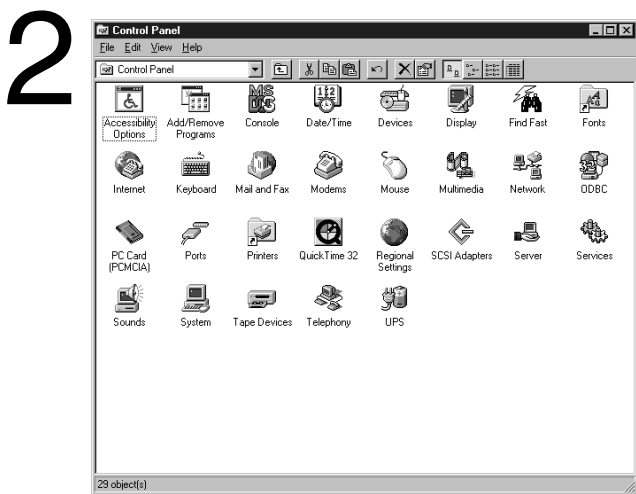 2
Control Panel
File Edit View Help
Control Panel
Accessibility Options
Add/Remove Programs
Console
Date/Time
Devices
Display
Find Fast
Fonts
Internet
Keyboard
Mail and Fax
Modems
Mouse
Multimedia
Network
ODBC
PC Card (PCMCIA)
Ports
Printers
QuickTime 32
Regional Settings
SCSI Adapters
Server
Services
Sounds
System
Tape Devices
Telephony
UPS
29 object(s)